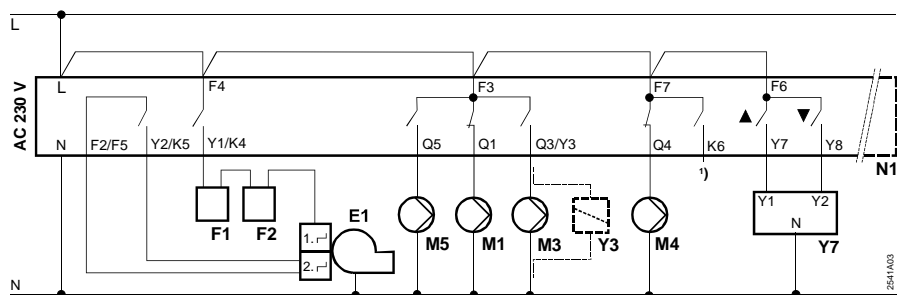 L
AC 230 V
L F4 F3 F7 F6
N F2/F5 Y2/K5 Y1/K4 Q5 Q1 Q3/Y3 Q4 K6 Y7 Y8
▲ ▼
¹)
N1
F1 F2 E1
1.
2.
M5 M1 M3 Y3 M4
Y1 Y2
N
Y7
N
2541A03